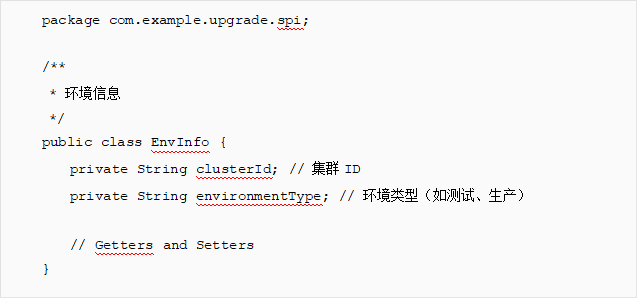 package com.example.upgrade.spi;
/**
* 环境信息
*/
public class EnvInfo {
private String clusterId; // 集群 ID
private String environmentType; // 环境类型（如测试、生产）
// Getters and Setters
}